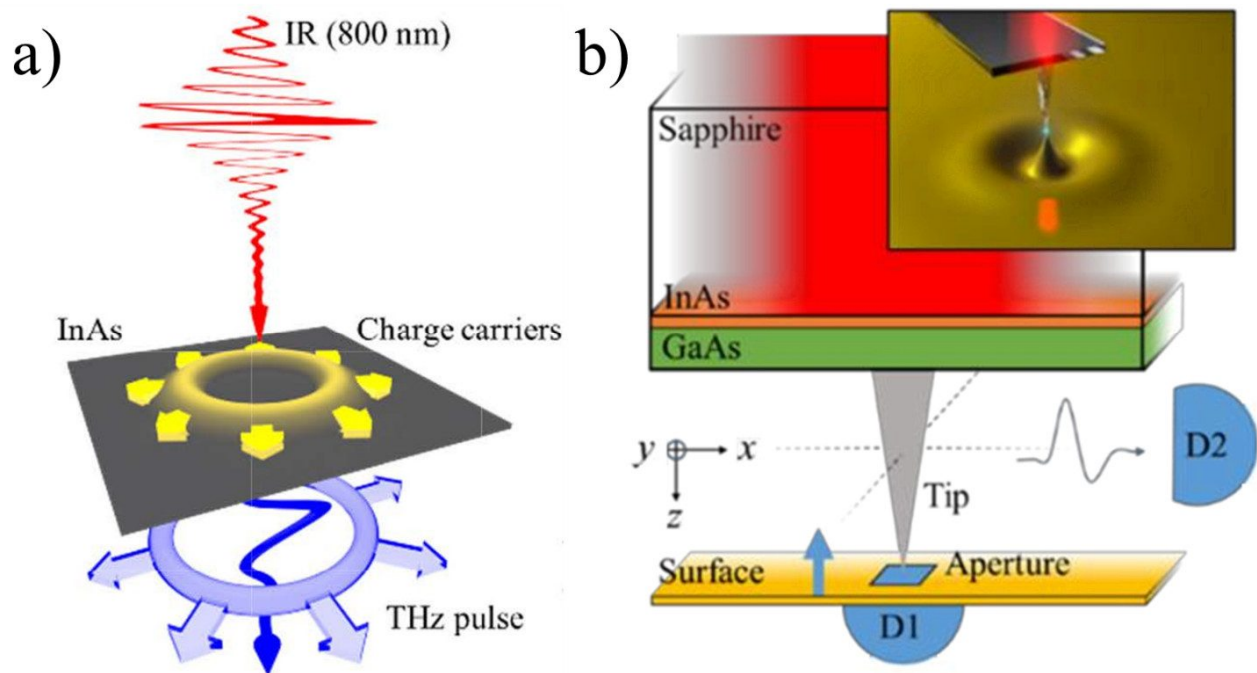 a)
IR (800 nm)
InAs
Charge carriers
THz pulse
b)
Sapphire
InAs
GaAs
y
x
z
Tip
D2
Surface
Aperture
D1